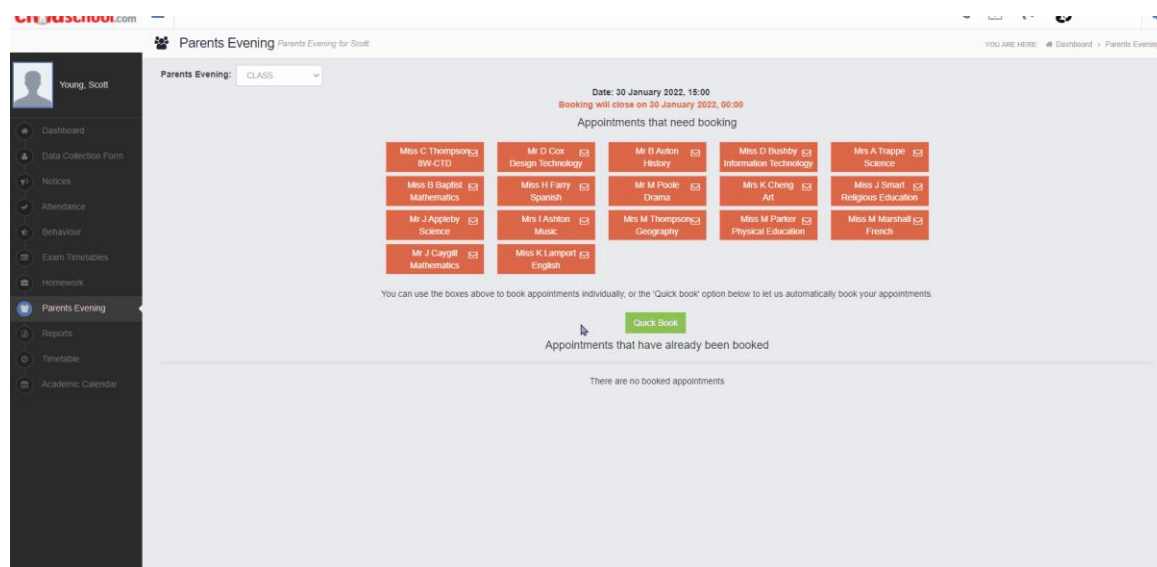 .com
Parents Evening Parents Evening for Scott
YOU ARE HERE: Dashboard > Parents Evening
Young, Scott
Dashboard
Data Collection Form
Notices
Attendance
Behaviour
Exam Timetables
Homework
Parents Evening
Reports
Timetable
Academic Calendar
Parents Evening: CLASS
Date: 30 January 2022, 15:00
Booking will close on 30 January 2022, 00:00
Appointments that need booking
Miss C Thompson
8W-CTD
Mr D Cox
Design Technology
Mr B Auton
History
Miss D Bushby
Information Technology
Mrs A Trappe
Science
Miss B Baptist
Mathematics
Miss H Farry
Spanish
Mr M Poole
Drama
Mrs K Cheng
Art
Miss J Smart
Religious Education
Mr J Appleby
Science
Mrs I Ashton
Music
Mrs M Thompson
Geography
Miss M Parker
Physical Education
Miss M Marshall
French
Mr J Caygill
Mathematics
Miss K Lamport
English
You can use the boxes above to book appointments individually, or the 'Quick book' option below to let us automatically book your appointments.
Quick Book
Appointments that have already been booked
There are no booked appointments